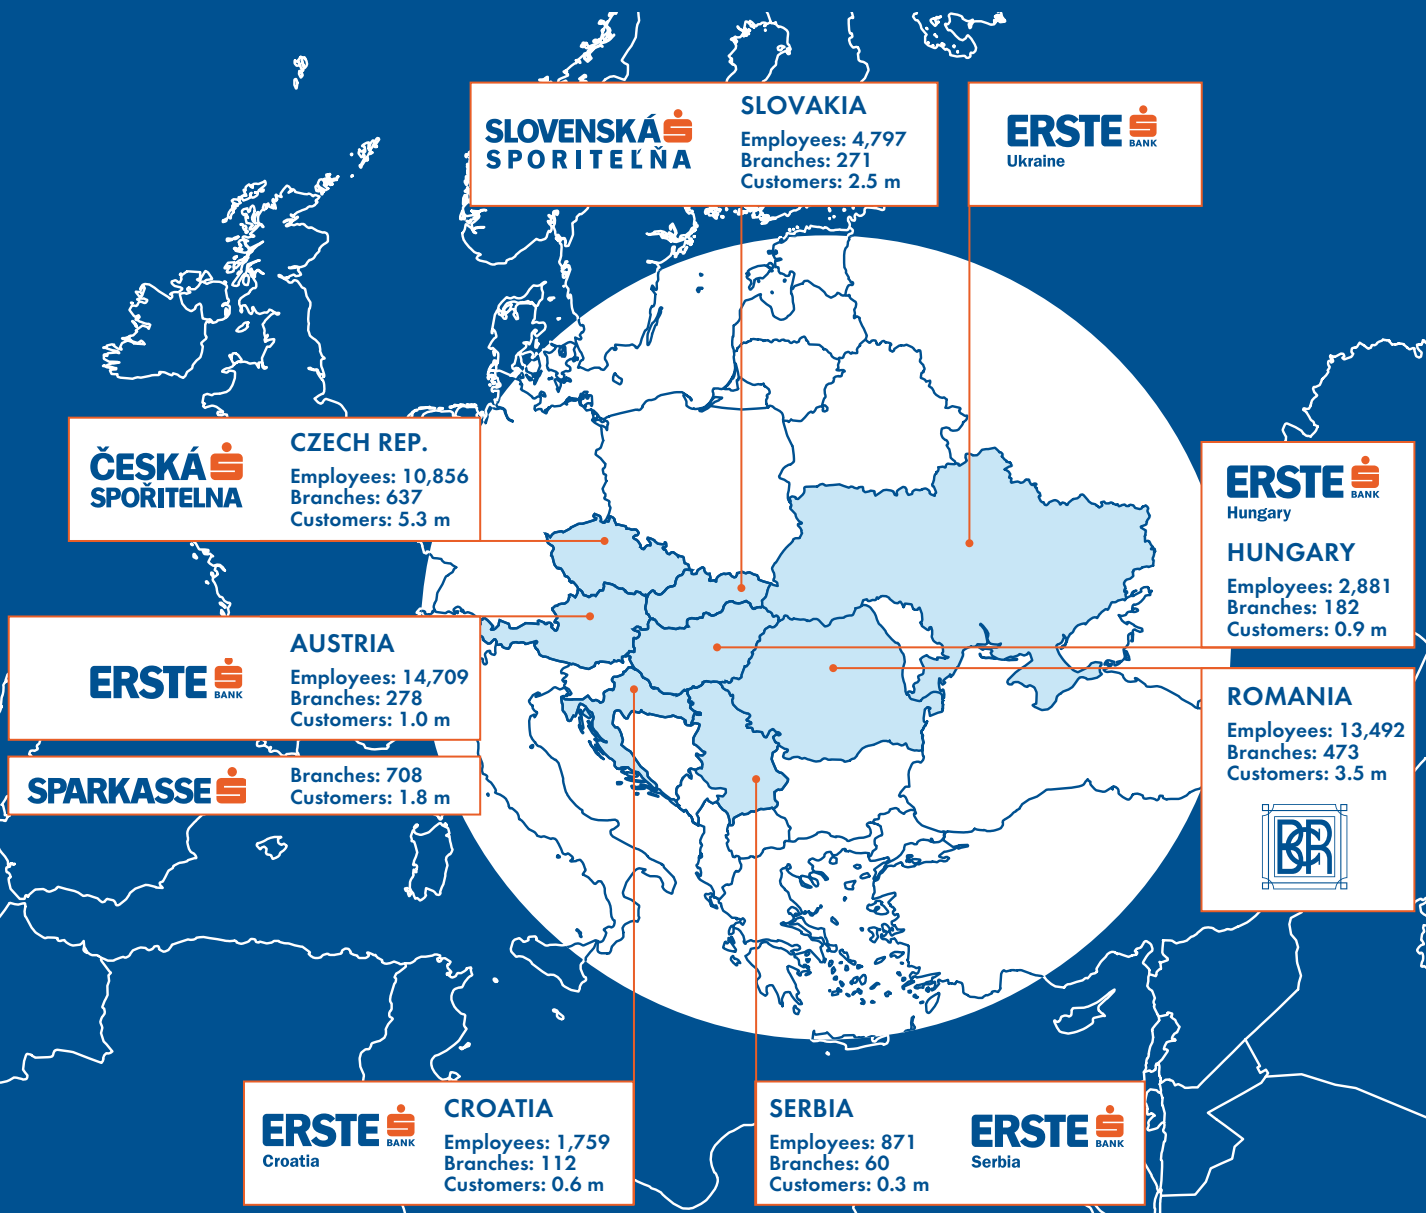 SLOVENSKÁ
SPORITEĽŇA
SLOVAKIA
Employees: 4,797
Branches: 271
Customers: 2.5 m
ERSTE
BANK
Ukraine
ČESKÁ
SPOŘITELNA
CZECH REP.
Employees: 10,856
Branches: 637
Customers: 5.3 m
ERSTE
BANK
Hungary
HUNGARY
Employees: 2,881
Branches: 182
Customers: 0.9 m
ERSTE
BANK
AUSTRIA
Employees: 14,709
Branches: 278
Customers: 1.0 m
SPARKASSE
Branches: 708
Customers: 1.8 m
ROMANIA
Employees: 13,492
Branches: 473
Customers: 3.5 m
BCR
ERSTE
BANK
Croatia
CROATIA
Employees: 1,759
Branches: 112
Customers: 0.6 m
SERBIA
Employees: 871
Branches: 60
Customers: 0.3 m
ERSTE
BANK
Serbia